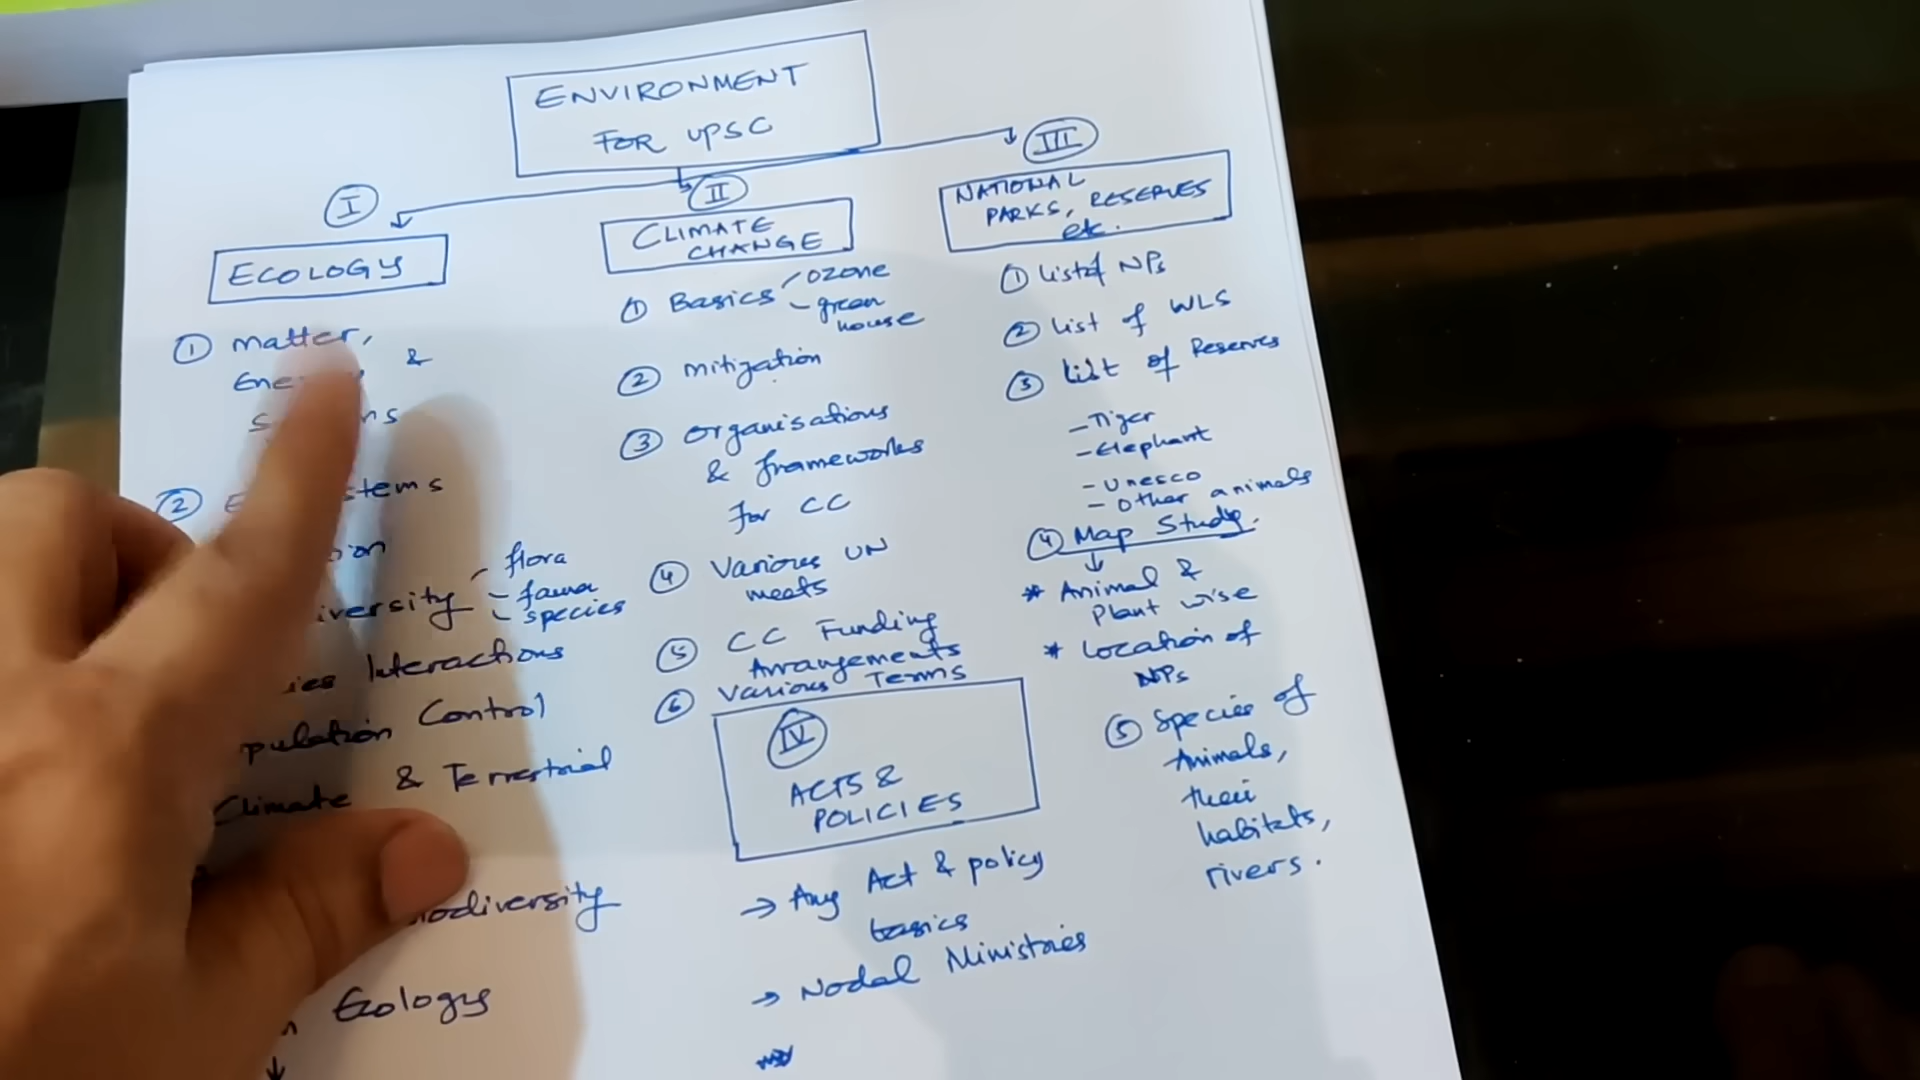 ENVIRONMENT
FOR UPSC
I
ECOLOGY
① Matter,
&
②
flora
fauna
species
Interactions
Control
Climate & Terrestrial
Ecology
II
CLIMATE
CHANGE
① Basics
ozone
green
house
② Mitigation
③ Organisations
& frameworks
for CC
④ Various UN
meets
⑤ CC Funding
Arrangements
⑥ Various Terms
IV
ACTS &
POLICIES
→ Any Act & policy
basics
→ Nodal Ministries
III
NATIONAL
PARKS, RESERVES
etc.
① List of NPs
② List of WLS
③ List of Reserves
- Tiger
- Elephant
- Unesco
- Other animals
④ Map Study.
* Animal &
Plant wise
* Location of
NPs
⑤ Species of
Animals,
their
habitats,
rivers.